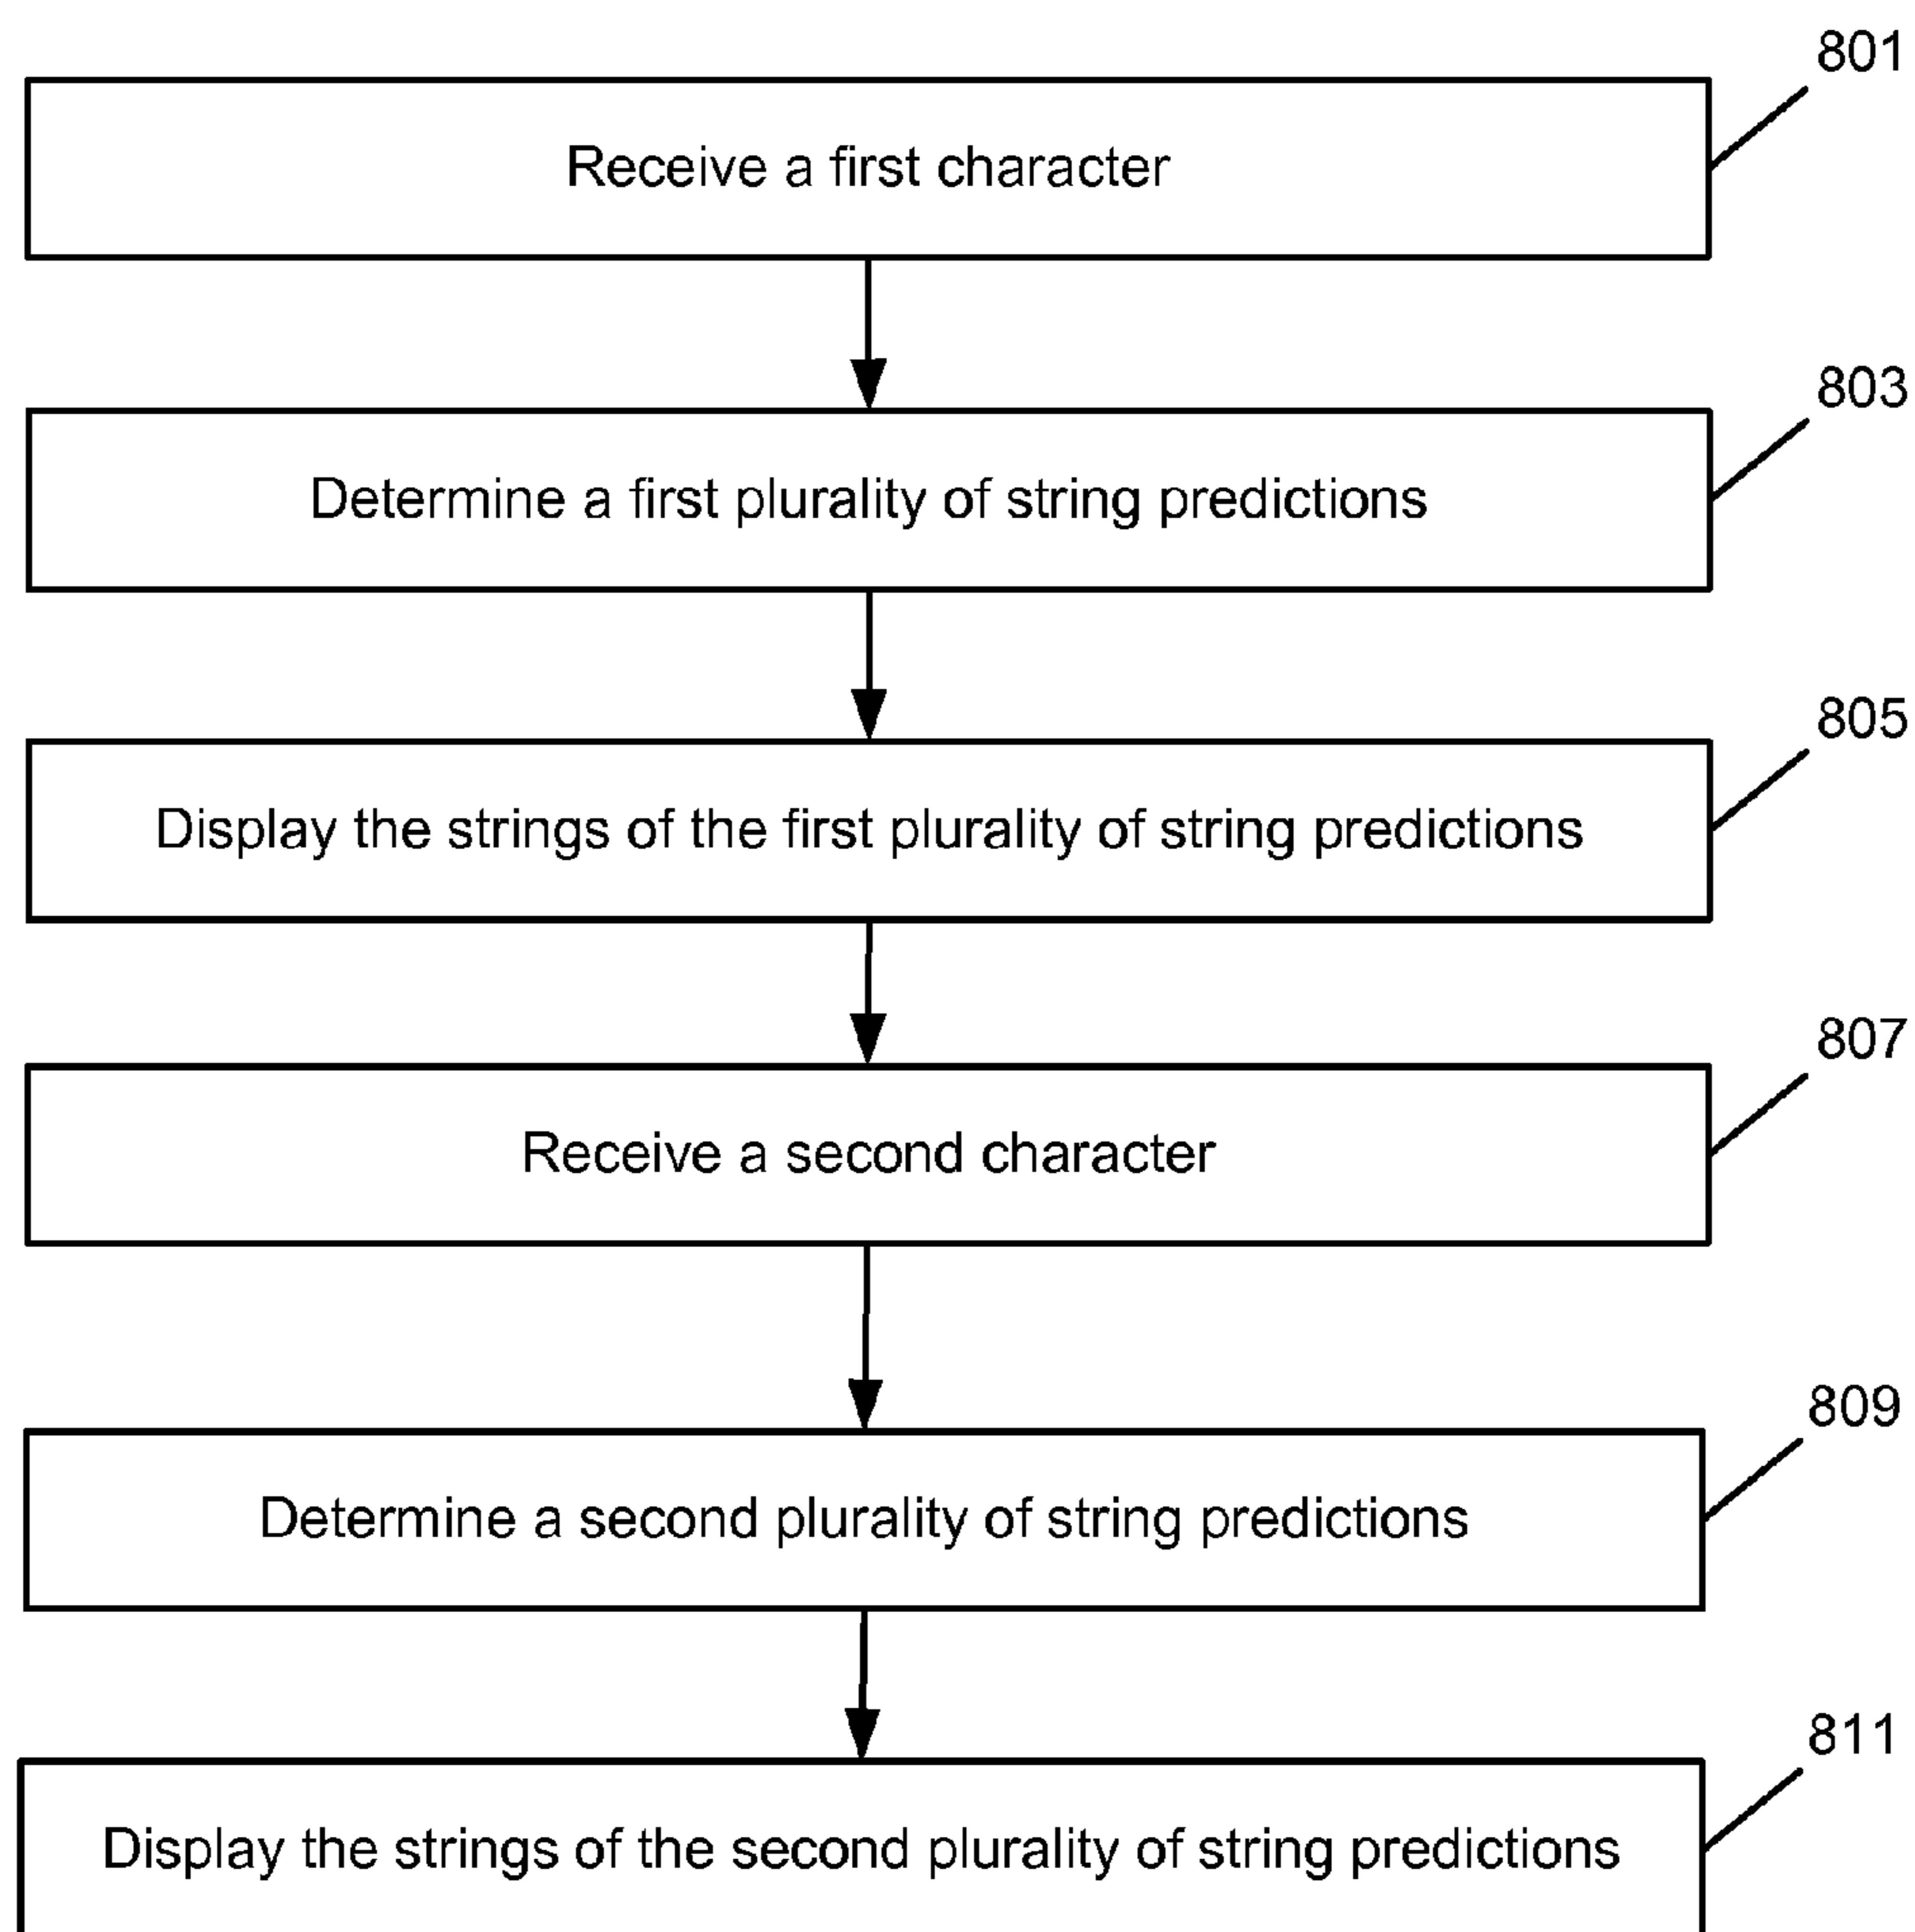 801
Receive a first character
803
Determine a first plurality of string predictions
805
Display the strings of the first plurality of string predictions
807
Receive a second character
809
Determine a second plurality of string predictions
811
Display the strings of the second plurality of string predictions